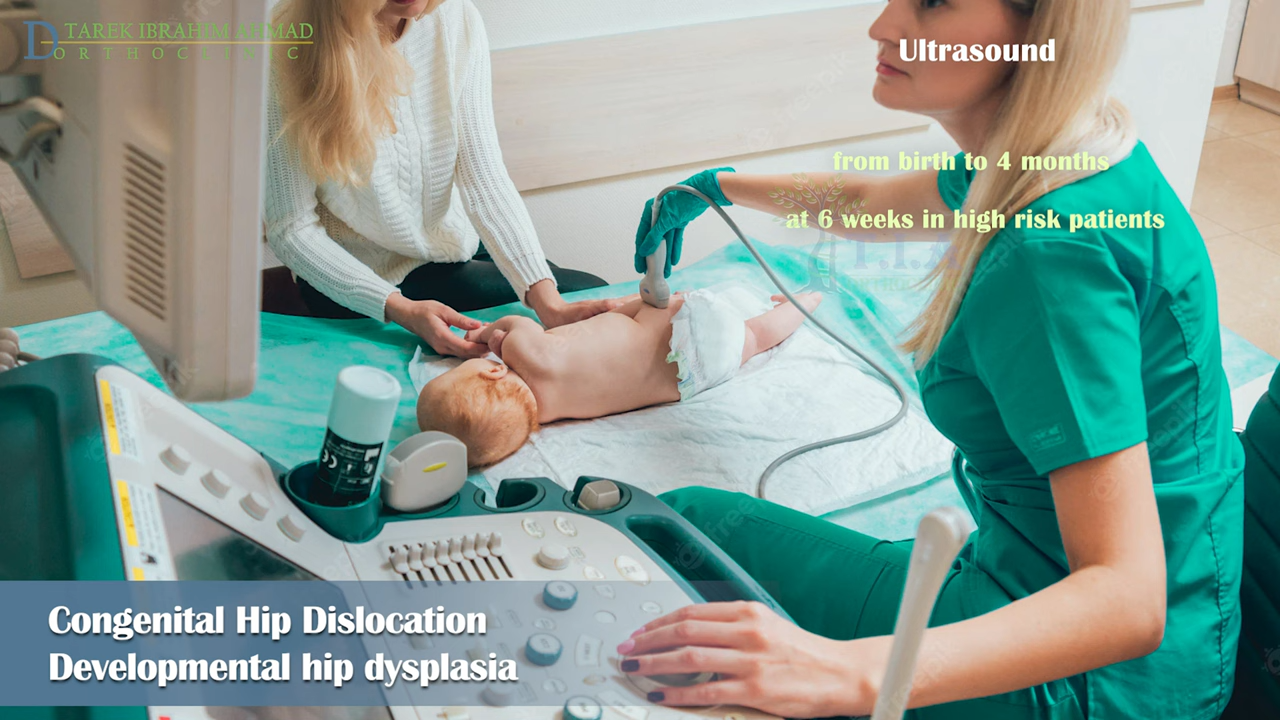 D TAREK IBRAHIM AHMAD
ORTHOCLINIC
Ultrasound
from birth to 4 months
at 6 weeks in high risk patients
T.I.A
Congenital Hip Dislocation
Developmental hip dysplasia